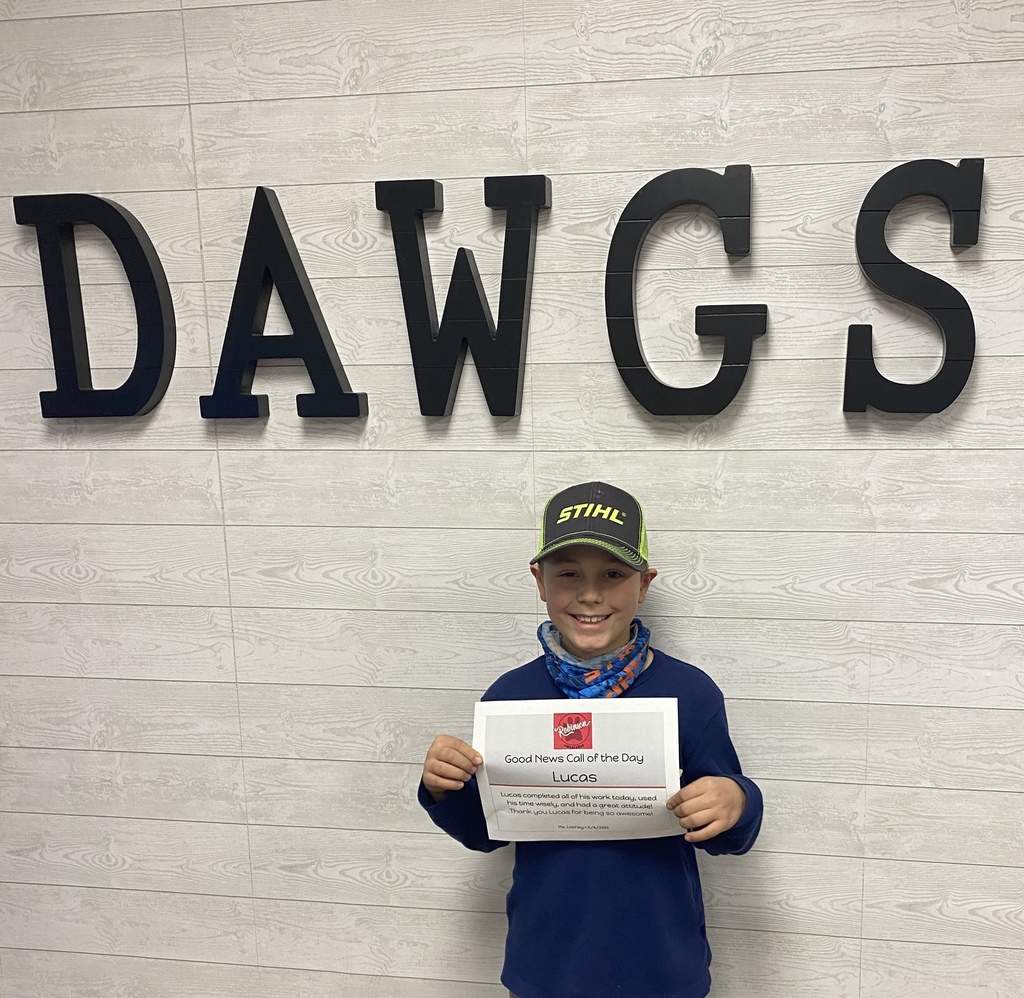 DAWGS
STIHL
Robinson
Good News Call of the Day
Lucas
Lucas completed all of his work today, used
his time wisely, and had a great attitude!
Thank you Lucas for being so awesome!